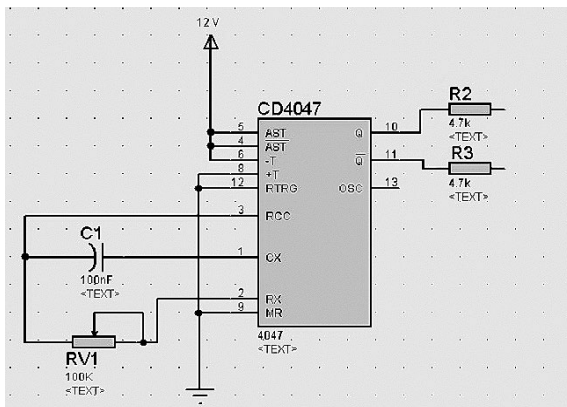 12 V
CD4047
5 AST Q 10
4 AST
6 -T Q 11
8 +T
12 RTRG OSC 13
3 RCC
1 CX
2 RX
9 MR
4047
<TEXT>
R2
4.7k
<TEXT>
R3
4.7k
<TEXT>
C1
100nF
<TEXT>
RV1
100K
<TEXT>